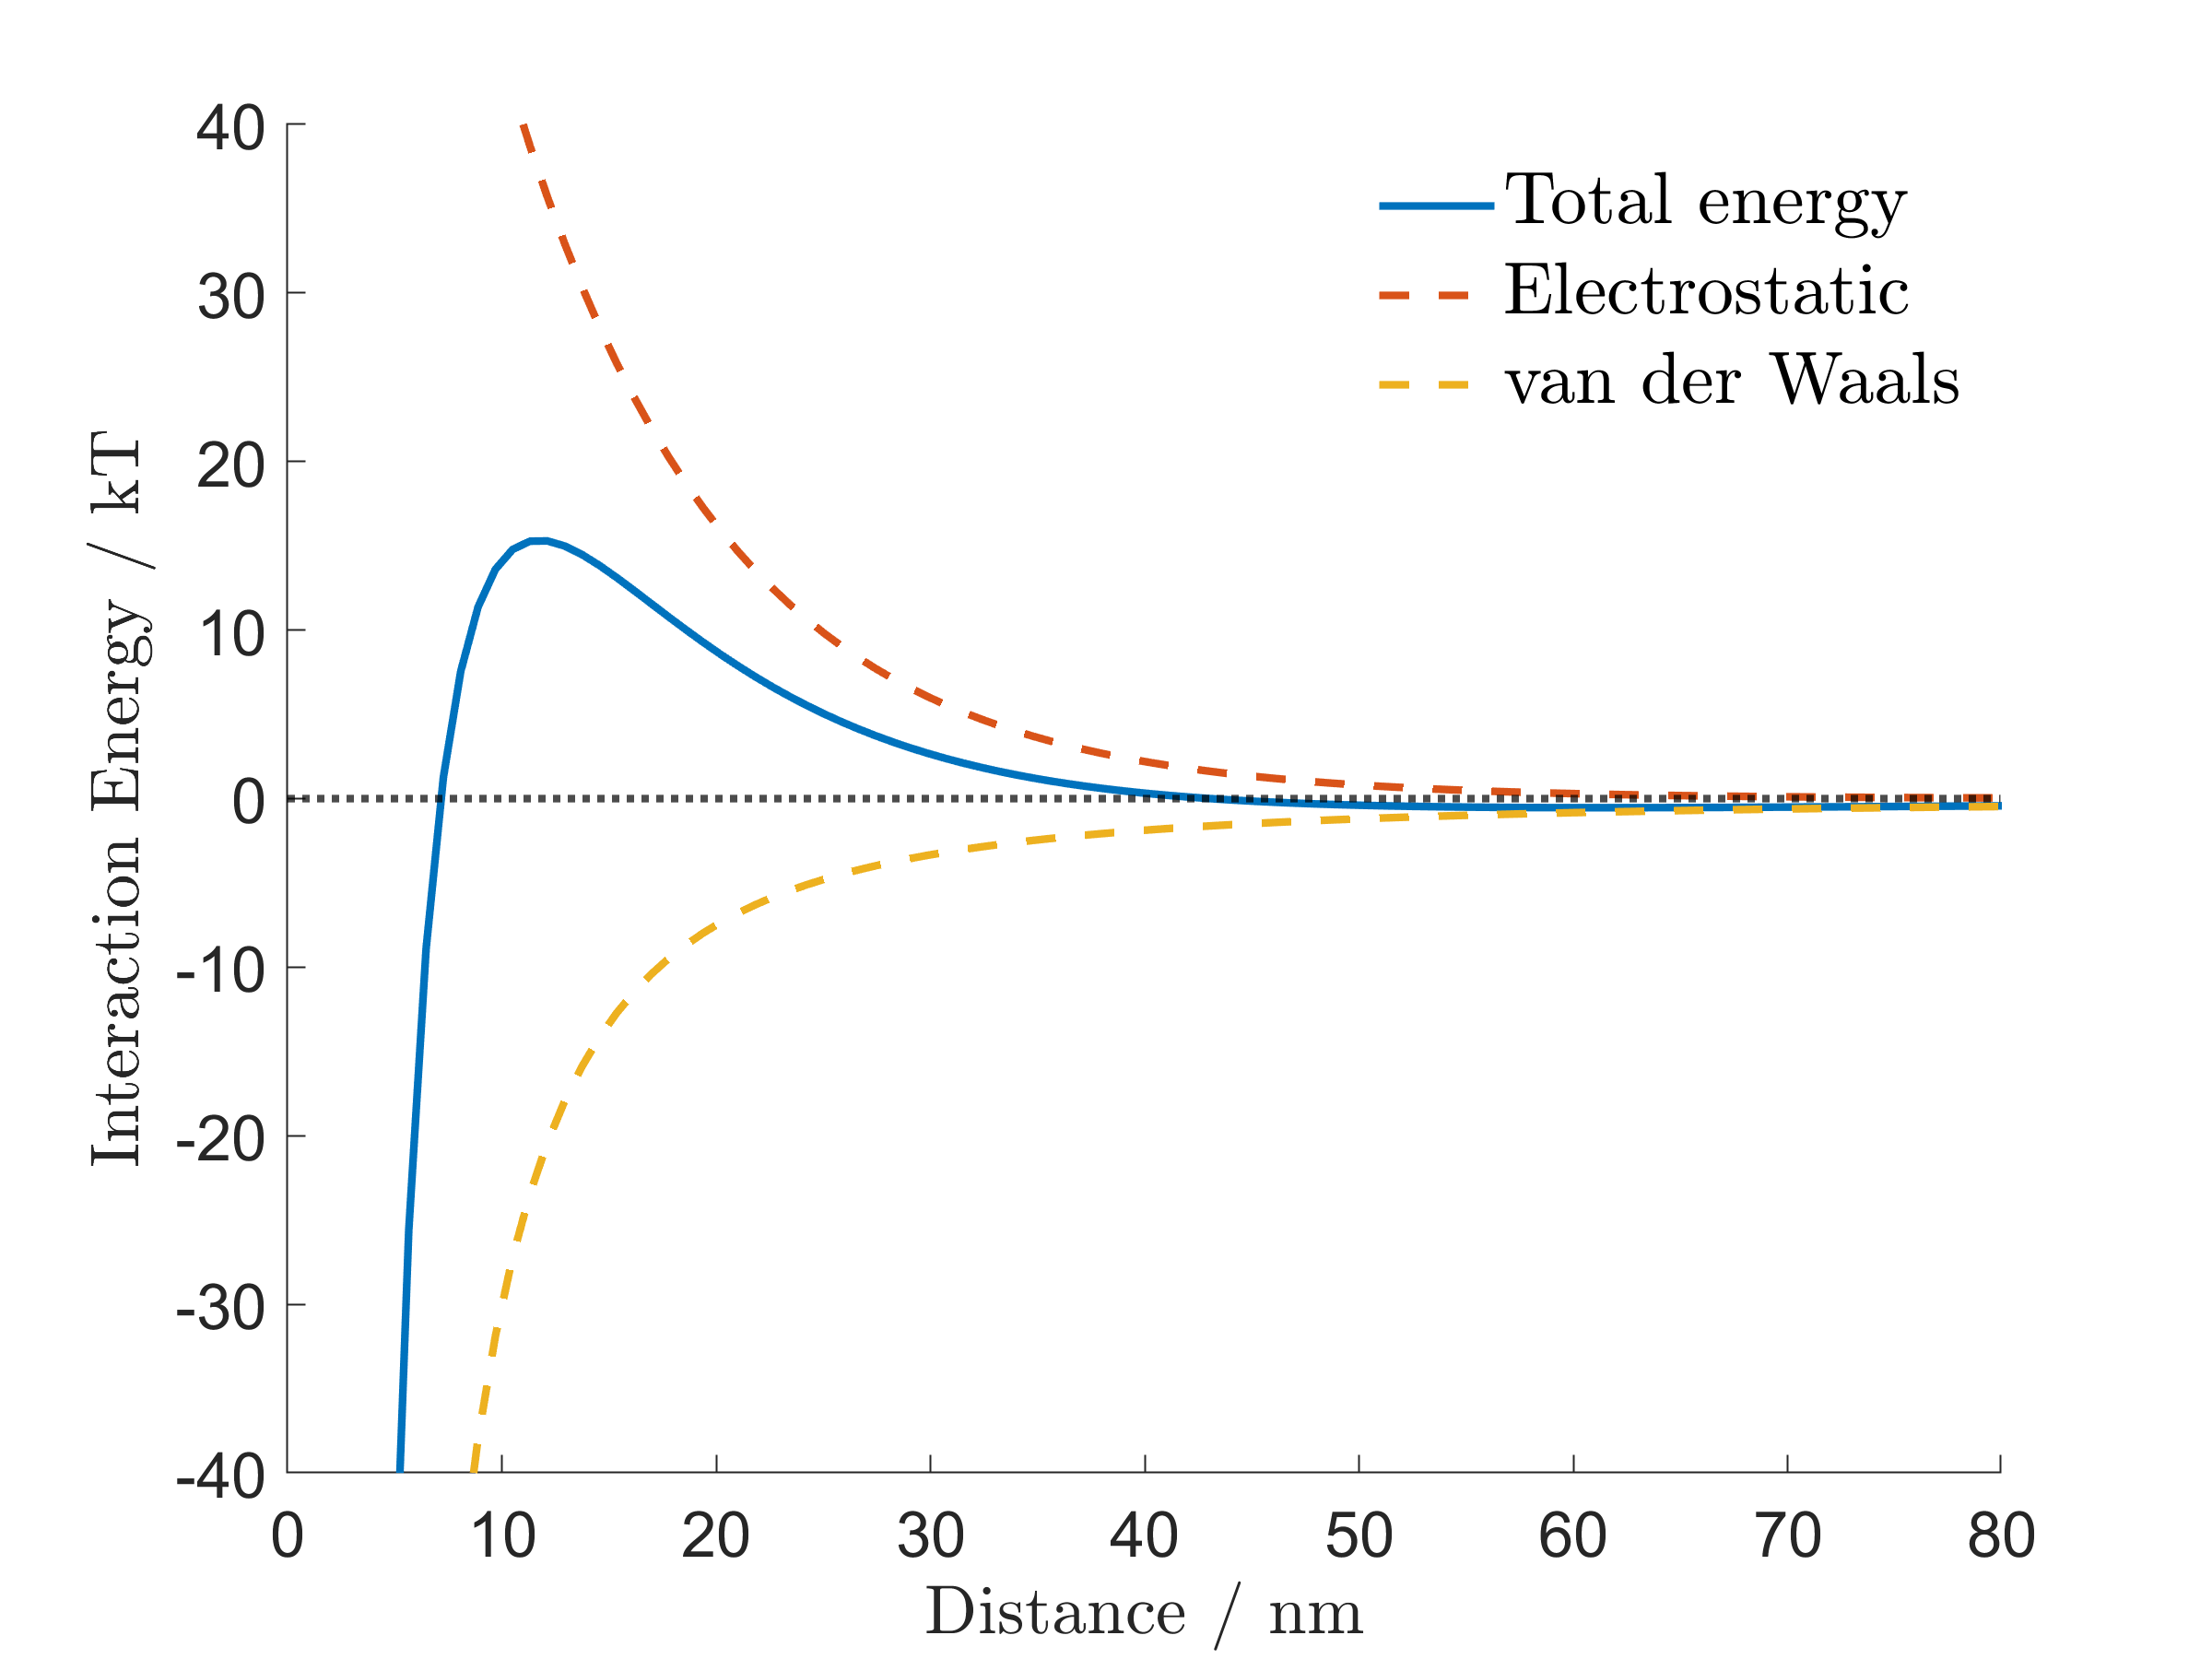 40
30
20
10
0
-10
-20
-30
-40
Interaction Energy / kT
Total energy
Electrostatic
van der Waals
0 10 20 30 40 50 60 70 80
Distance / nm